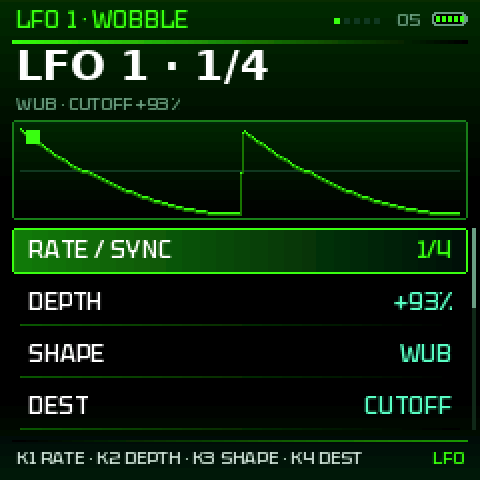 LFO 1 · WOBBLE 05
LFO 1 · 1/4
WUB · CUTOFF +93%
RATE / SYNC 1/4
DEPTH +93%
SHAPE WUB
DEST CUTOFF
K1 RATE · K2 DEPTH · K3 SHAPE · K4 DEST LFO